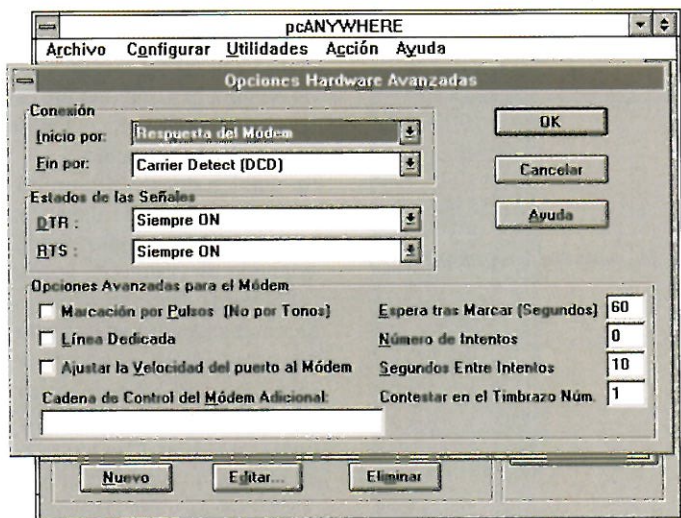 pcANYWHERE
Archivo Configurar Utilidades Acción Ayuda
Opciones Hardware Avanzadas
Conexión
Inicio por: Respuesta del Módem
Fin por: Carrier Detect (DCD)
OK
Cancelar
Ayuda
Estados de las Señales
DTR : Siempre ON
RTS : Siempre ON
Opciones Avanzadas para el Módem
Marcación por Pulsos (No por Tonos)
Línea Dedicada
Ajustar la Velocidad del puerto al Módem
Cadena de Control del Módem Adicional:
Espera tras Marcar (Segundos) 60
Número de Intentos 0
Segundos Entre Intentos 10
Contestar en el Timbrazo Núm. 1
Nuevo Editar... Eliminar